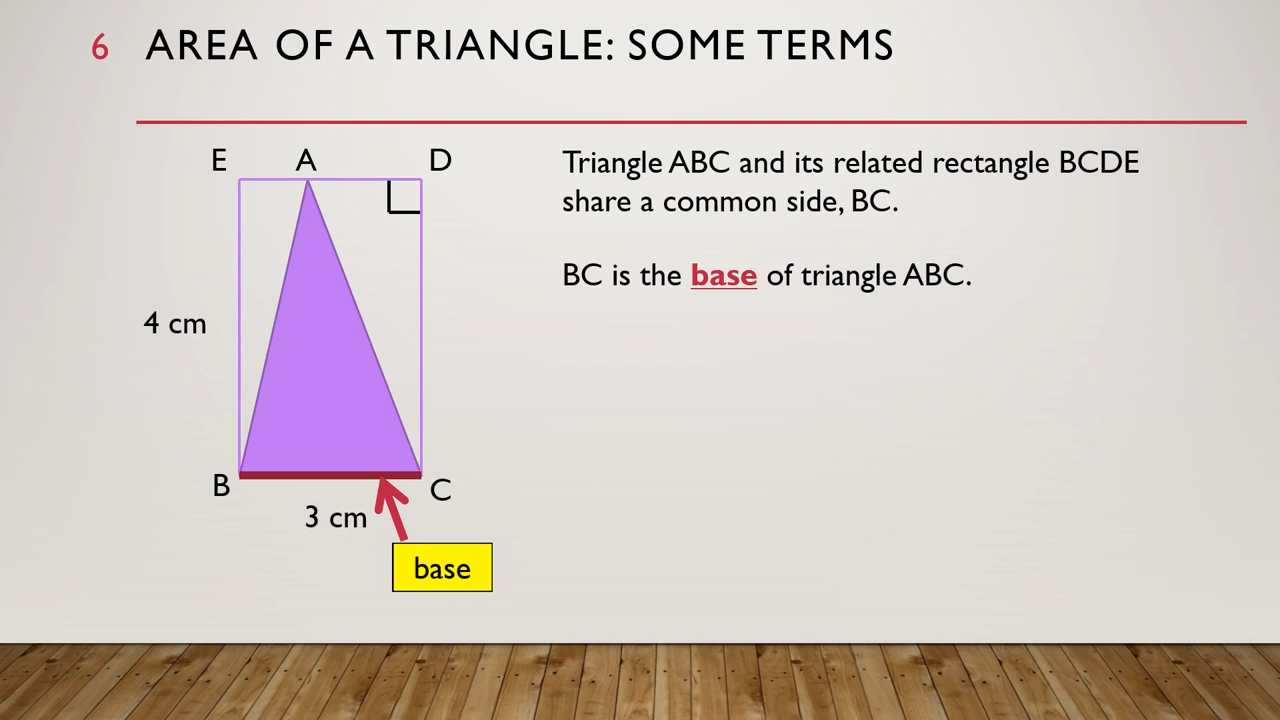 6 AREA OF A TRIANGLE: SOME TERMS
E A D
Triangle ABC and its related rectangle BCDE
share a common side, BC.
BC is the base of triangle ABC.
4 cm
B C
3 cm
base